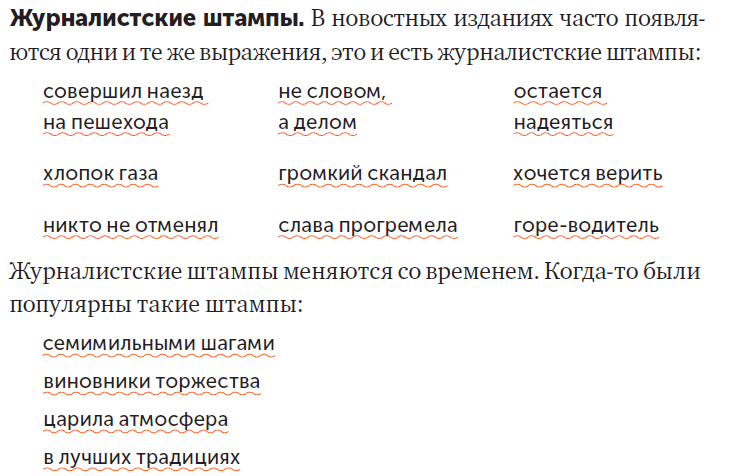 Журналистские штампы. В новостных изданиях часто появля-
ются одни и те же выражения, это и есть журналистские штампы:
совершил наезд не словом, остается
на пешехода а делом надеяться
хлопок газа громкий скандал хочется верить
никто не отменял слава прогремела горе-водитель
Журналистские штампы меняются со временем. Когда-то были
популярны такие штампы:
семимильными шагами
виновники торжества
царила атмосфера
в лучших традициях